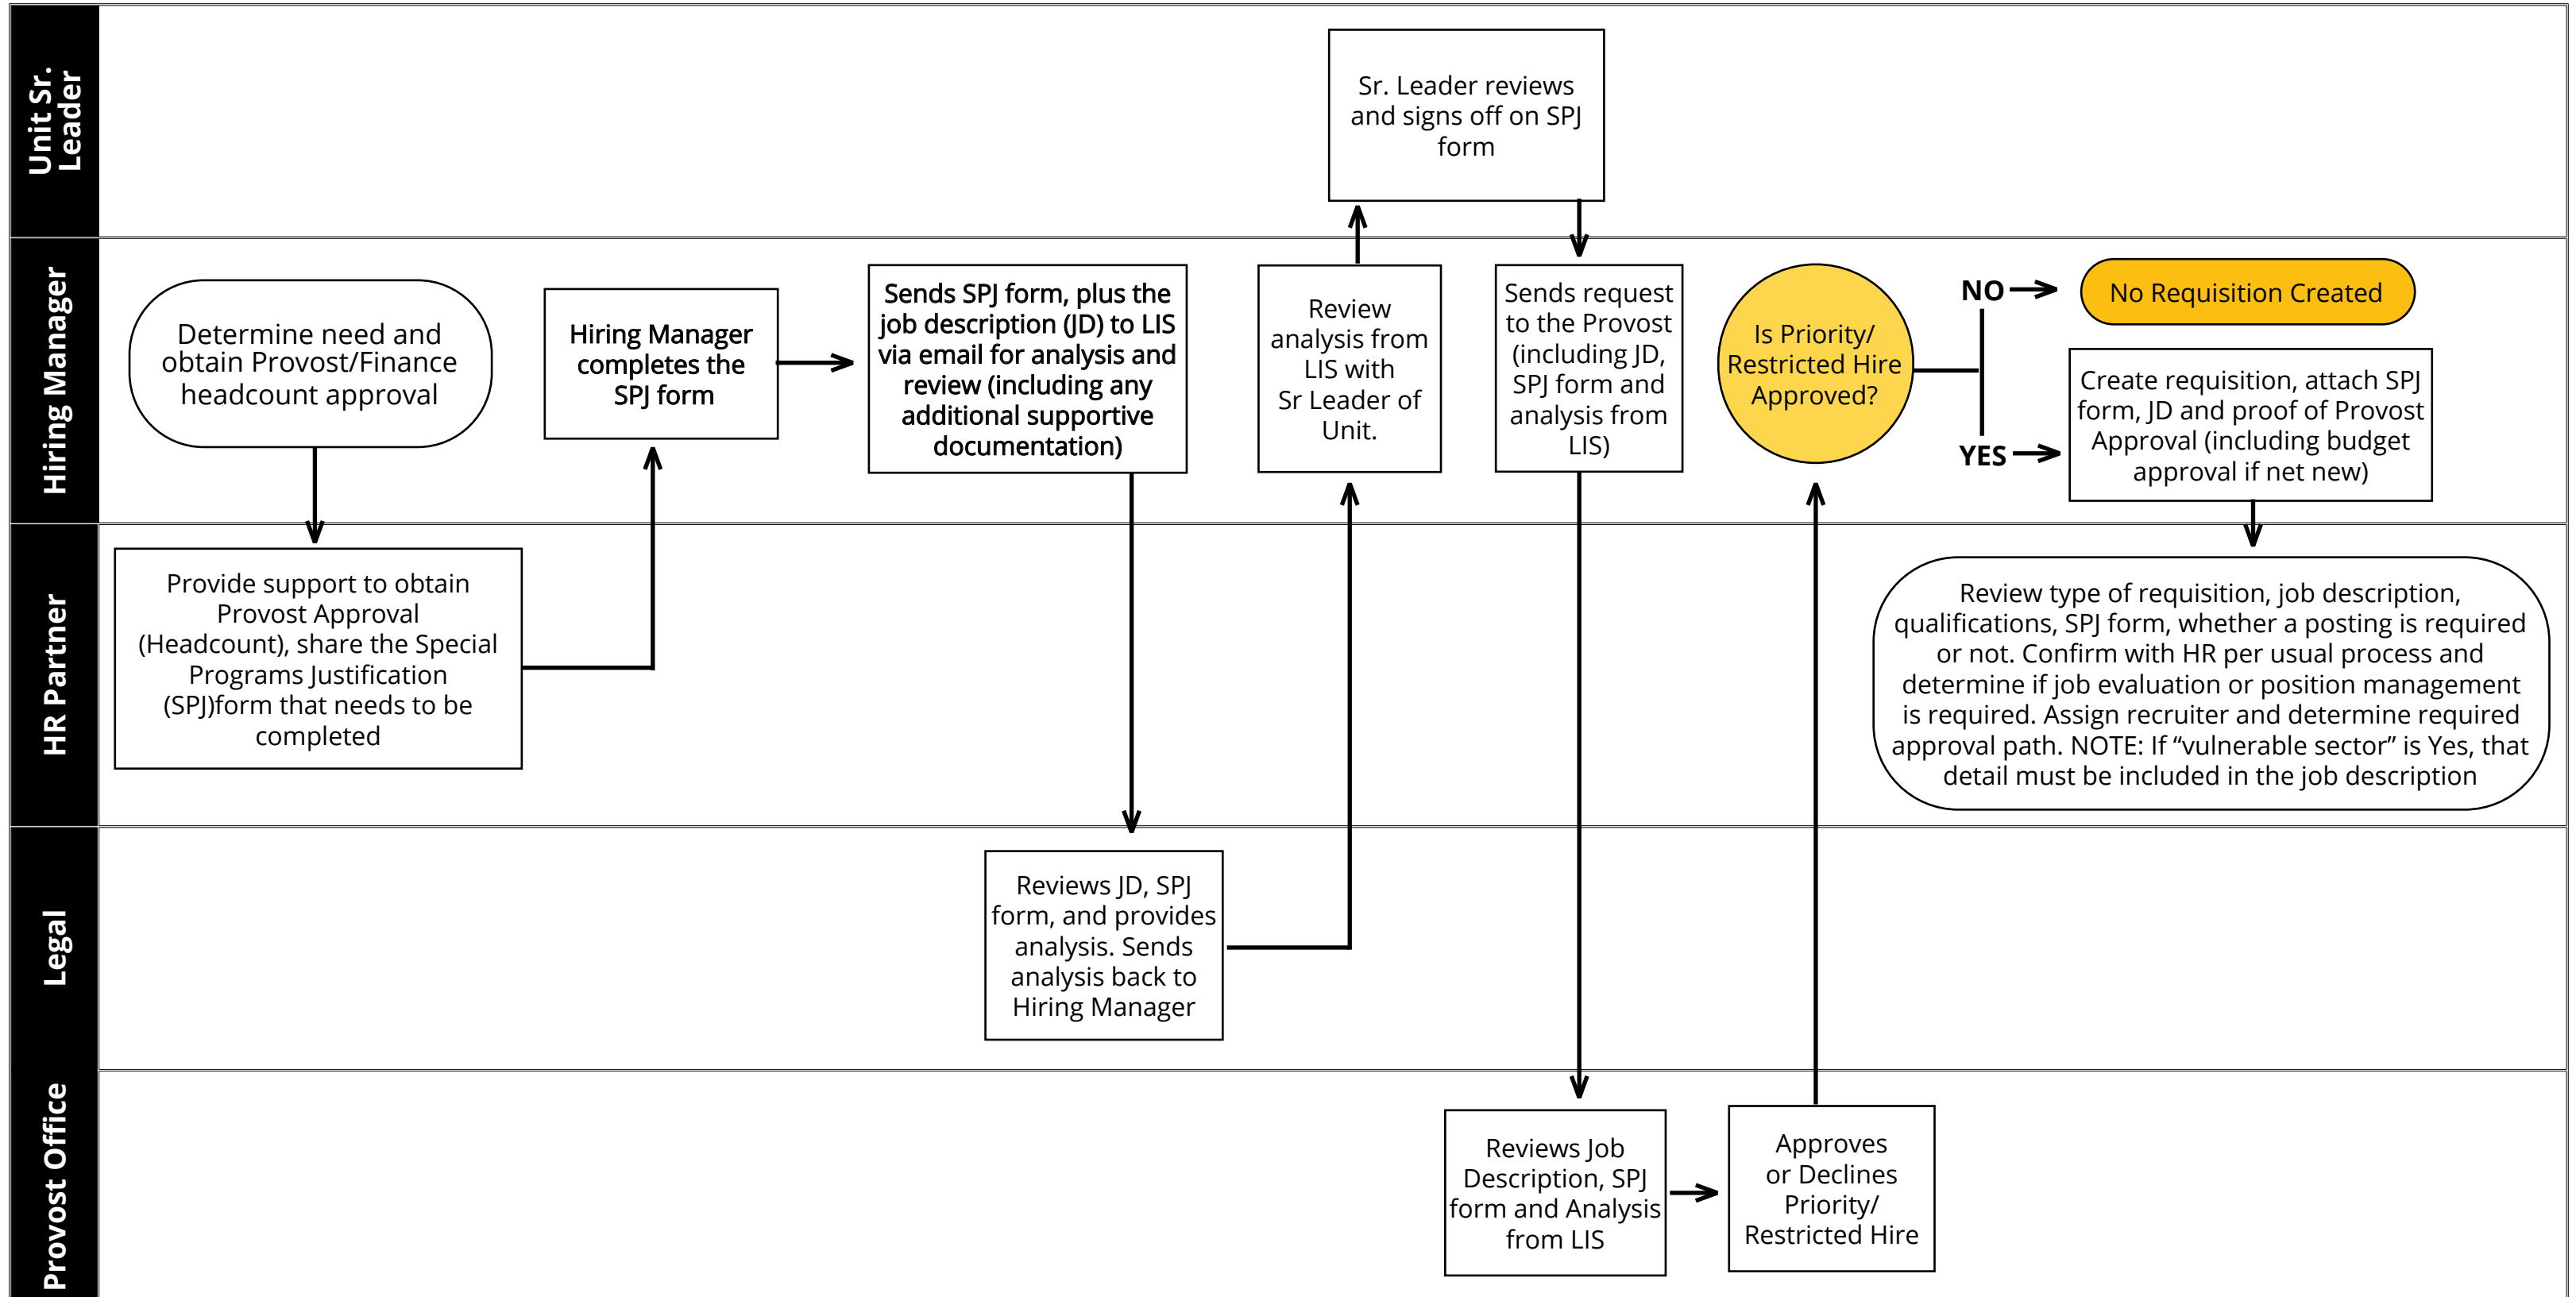 Unit Sr.
Leader
Sr. Leader reviews
and signs off on SPJ
form
Hiring Manager
Determine need and
obtain Provost/Finance
headcount approval
Hiring Manager
completes the
SPJ form
Sends SPJ form, plus the
job description (JD) to LIS
via email for analysis and
review (including any
additional supportive
documentation)
Review
analysis from
LIS with
Sr Leader of
Unit.
Sends request
to the Provost
(including JD,
SPJ form and
analysis from
LIS)
Is Priority/
Restricted Hire
Approved?
NO
No Requisition Created
YES
Create requisition, attach SPJ
form, JD and proof of Provost
Approval (including budget
approval if net new)
HR Partner
Provide support to obtain
Provost Approval
(Headcount), share the Special
Programs Justification
(SPJ)form that needs to be
completed
Review type of requisition, job description,
qualifications, SPJ form, whether a posting is required
or not. Confirm with HR per usual process and
determine if job evaluation or position management
is required. Assign recruiter and determine required
approval path. NOTE: If “vulnerable sector” is Yes, that
detail must be included in the job description
Legal
Reviews JD, SPJ
form, and provides
analysis. Sends
analysis back to
Hiring Manager
Provost Office
Reviews Job
Description, SPJ
form and Analysis
from LIS
Approves
or Declines
Priority/
Restricted Hire